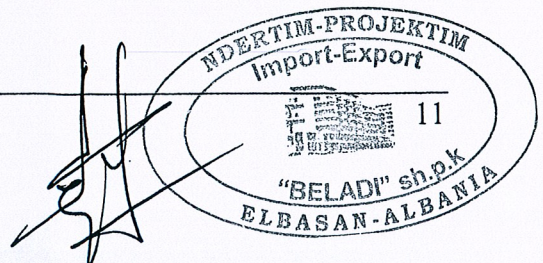 NDERTIM-PROJEKTIM
Import-Export
11
"BELADI" sh.p.k
ELBASAN-ALBANIA